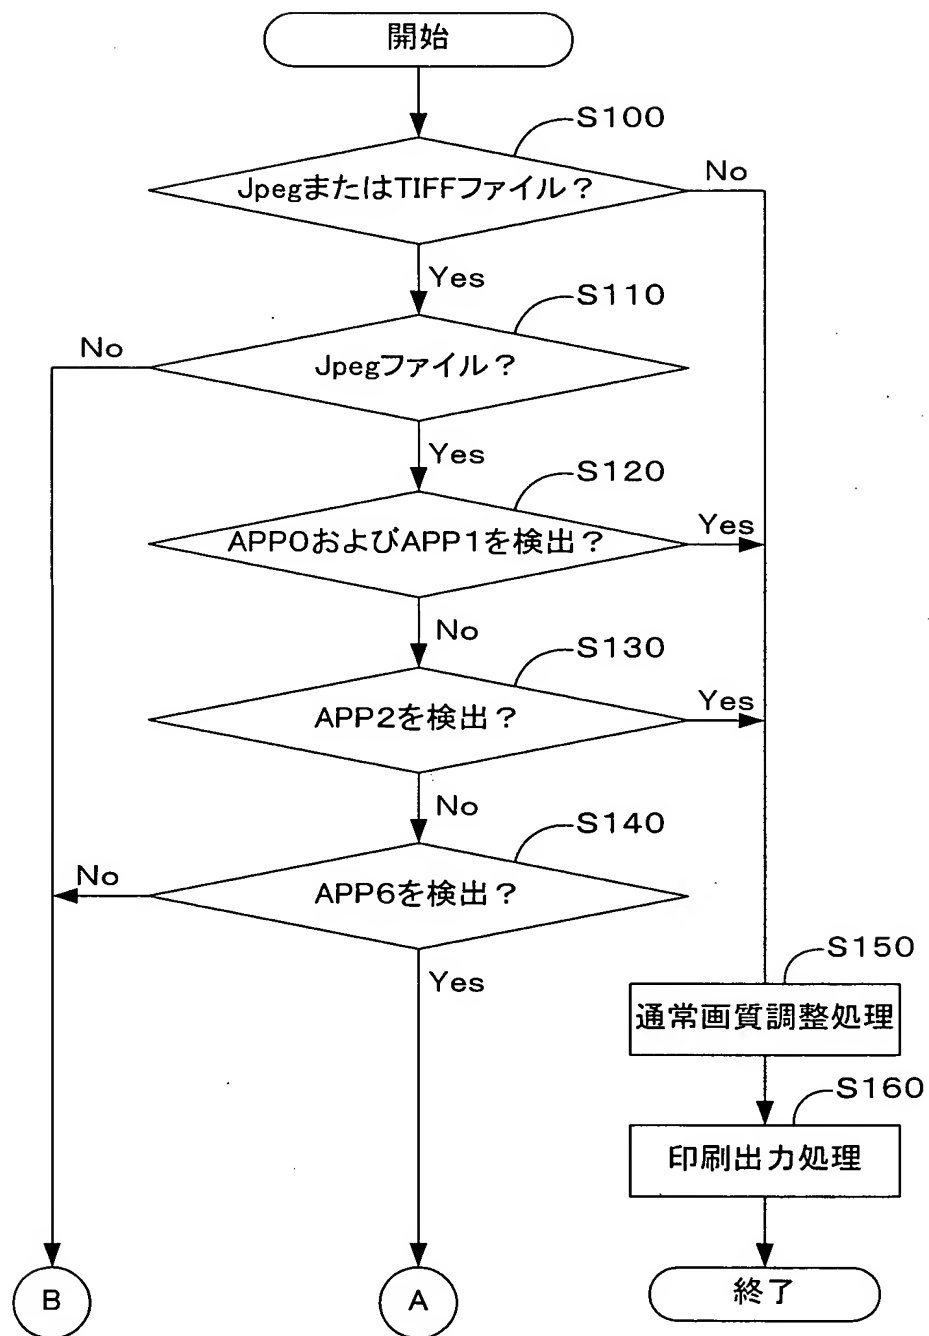 開始
S100
JpegまたはTIFFファイル？
No
Yes
S110
No
Jpegファイル？
Yes
S120
APP0およびAPP1を検出？
Yes
No
S130
APP2を検出？
Yes
No
S140
No
APP6を検出？
Yes
S150
通常画質調整処理
S160
印刷出力処理
B
A
終了